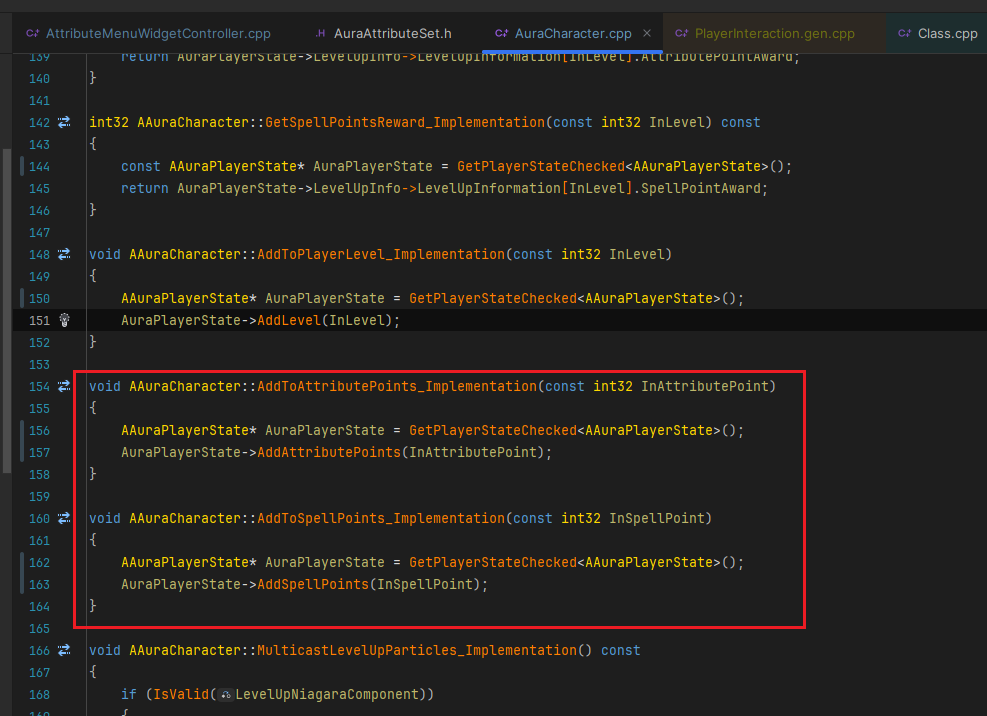 AttributeMenuWidgetController.cpp .H AuraAttributeSet.h AuraCharacter.cpp × PlayerInteraction.gen.cpp Class.cpp
139 return AuraPlayerState->LevelUpInfo->LevelUpInformation[InLevel].AttributePointAward;
140 }
141
142 int32 AAuraCharacter::GetSpellPointsReward_Implementation(const int32 InLevel) const
143 {
144 const AAuraPlayerState* AuraPlayerState = GetPlayerStateChecked<AAuraPlayerState>();
145 return AuraPlayerState->LevelUpInfo->LevelUpInformation[InLevel].SpellPointAward;
146 }
147
148 void AAuraCharacter::AddToPlayerLevel_Implementation(const int32 InLevel)
149 {
150 AAuraPlayerState* AuraPlayerState = GetPlayerStateChecked<AAuraPlayerState>();
151 AuraPlayerState->AddLevel(InLevel);
152 }
153
154 void AAuraCharacter::AddToAttributePoints_Implementation(const int32 InAttributePoint)
155 {
156 AAuraPlayerState* AuraPlayerState = GetPlayerStateChecked<AAuraPlayerState>();
157 AuraPlayerState->AddAttributePoints(InAttributePoint);
158 }
159
160 void AAuraCharacter::AddToSpellPoints_Implementation(const int32 InSpellPoint)
161 {
162 AAuraPlayerState* AuraPlayerState = GetPlayerStateChecked<AAuraPlayerState>();
163 AuraPlayerState->AddSpellPoints(InSpellPoint);
164 }
165
166 void AAuraCharacter::MulticastLevelUpParticles_Implementation() const
167 {
168 if (IsValid(LevelUpNiagaraComponent))
169 {